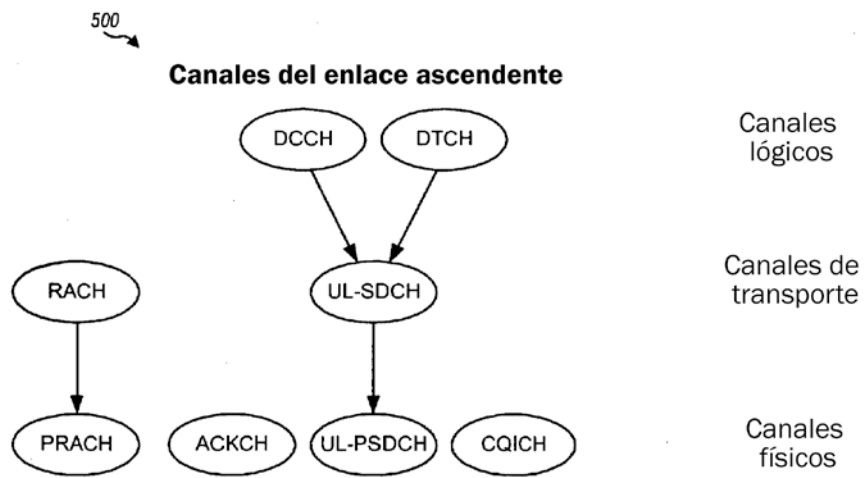 500
Canales del enlace ascendente
DCCH DTCH Canales
lógicos
RACH UL-SDCH Canales de
transporte
PRACH ACKCH UL-PSDCH CQICH Canales
físicos